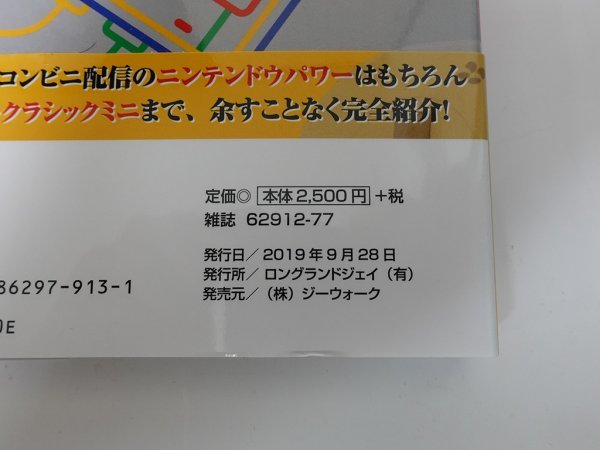 コンビニ配信のニンテンドウパワーはもちろん
クラシックミニまで、余すことなく完全紹介!
定価◎ 本体2,500円 +税
雑誌 62912-77
発行日／2019年9月28日
発行所／ロングランドジェイ（有）
発売元／（株）ジーウォーク
86297-913-1
0E